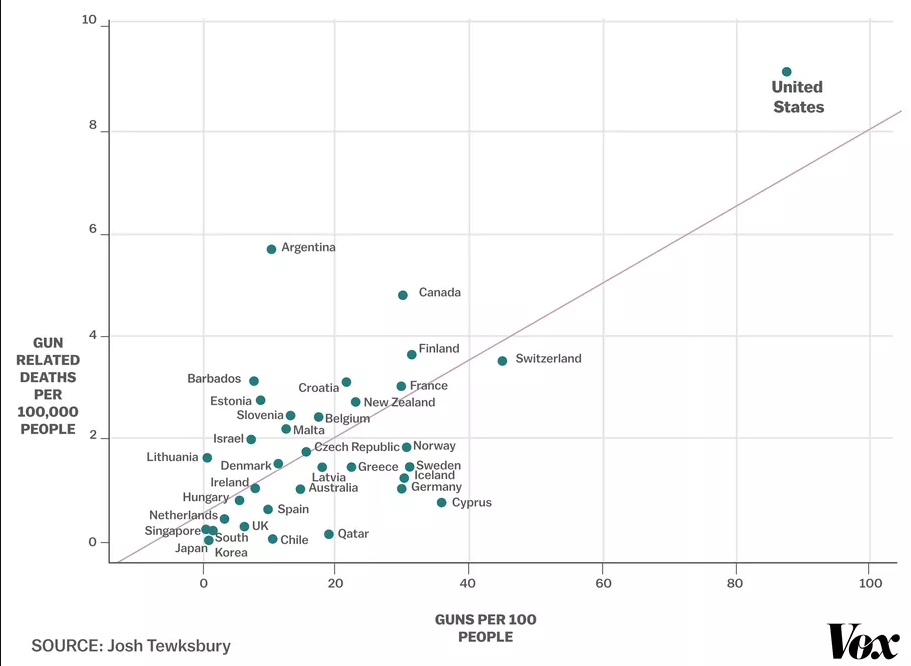 10
8
6
4
2
0
GUN
RELATED
DEATHS
PER
100,000
PEOPLE
United
States
Argentina
Canada
Finland
Switzerland
Barbados
Croatia
France
Estonia
New Zealand
Slovenia
Belgium
Malta
Israel
Czech Republic
Norway
Lithuania
Denmark
Greece
Sweden
Latvia
Iceland
Ireland
Australia
Germany
Hungary
Spain
Cyprus
Netherlands
UK
Singapore
South
Korea
Chile
Qatar
Japan
0 20 40 60 80 100
GUNS PER 100
PEOPLE
SOURCE: Josh Tewksbury
Vox